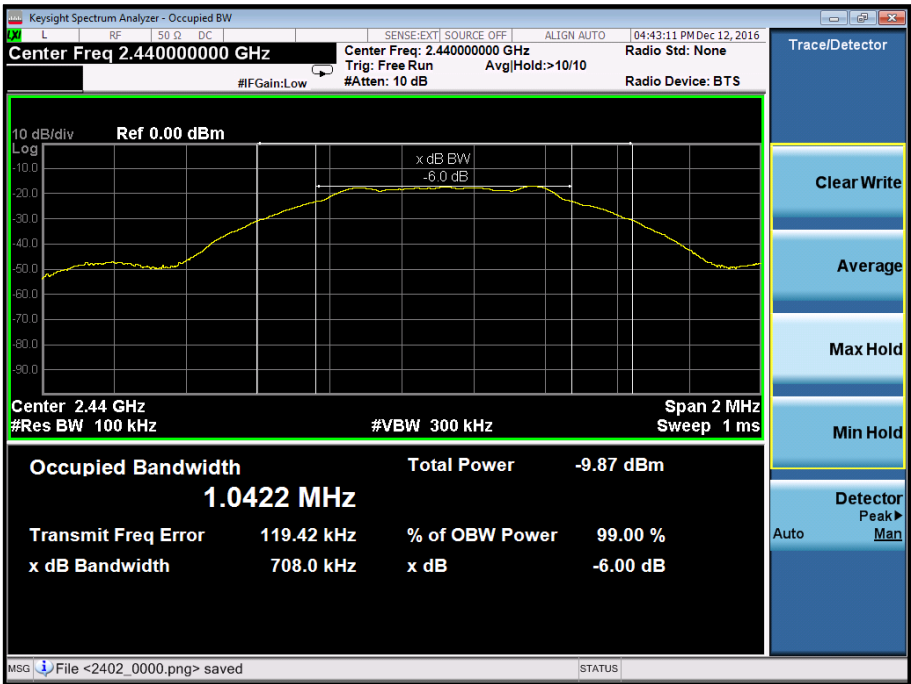 Keysight Spectrum Analyzer - Occupied BW
LXI L RF 50 Ω DC SENSE:EXT SOURCE OFF ALIGN AUTO 04:43:11 PM Dec 12, 2016
Center Freq 2.440000000 GHz
Center Freq: 2.440000000 GHz Radio Std: None
Trig: Free Run Avg|Hold:>10/10
#IFGain:Low #Atten: 10 dB Radio Device: BTS
10 dB/div Ref 0.00 dBm
Log
x dB BW
-6.0 dB
-10.0
-20.0
-30.0
-40.0
-50.0
-60.0
-70.0
-80.0
-90.0
Center 2.44 GHz Span 2 MHz
#Res BW 100 kHz #VBW 300 kHz Sweep 1 ms
Occupied Bandwidth Total Power -9.87 dBm
1.0422 MHz
Transmit Freq Error 119.42 kHz % of OBW Power 99.00 %
x dB Bandwidth 708.0 kHz x dB -6.00 dB
MSG File <2402_0000.png> saved STATUS
Trace/Detector
Clear Write
Average
Max Hold
Min Hold
Detector
Peak▶
Auto Man